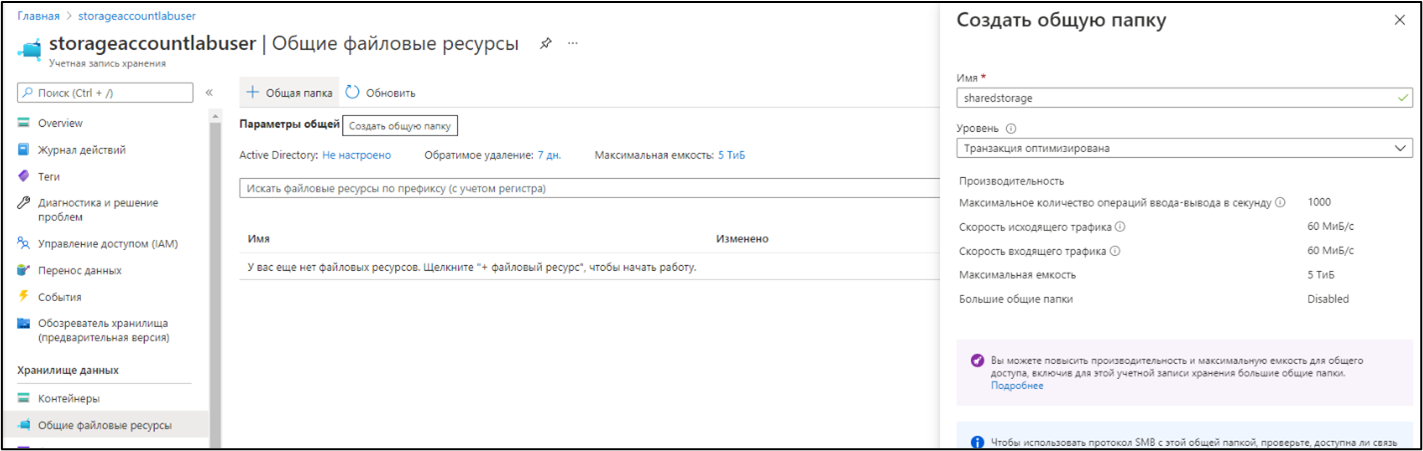 Главная > storageaccountlabuser
storageaccountlabuser | Общие файловые ресурсы ...
Учетная запись хранения
Поиск (Ctrl + /) «
Overview
Журнал действий
Теги
Диагностика и решение
проблем
Управление доступом (IAM)
Перенос данных
События
Обозреватель хранилища
(предварительная версия)
Хранилище данных
Контейнеры
Общие файловые ресурсы
+ Общая папка Обновить
Параметры общей Создать общую папку
Active Directory: Не настроено Обратимое удаление: 7 дн. Максимальная емкость: 5 ТиБ
Искать файловые ресурсы по префиксу (с учетом регистра)
Имя Изменено
У вас еще нет файловых ресурсов. Щелкните "+ файловый ресурс", чтобы начать работу.
Создать общую папку
Имя *
sharedstorage
Уровень
Транзакция оптимизирована
Производительность
Максимальное количество операций ввода-вывода в секунду 1000
Скорость исходящего трафика 60 МиБ/с
Скорость входящего трафика 60 МиБ/с
Максимальная емкость 5 ТиБ
Большие общие папки Disabled
Вы можете повысить производительность и максимальную емкость для общего
доступа, включив для этой учетной записи хранения большие общие папки.
Подробнее
Чтобы использовать протокол SMB с этой общей папкой, проверьте, доступна ли связь